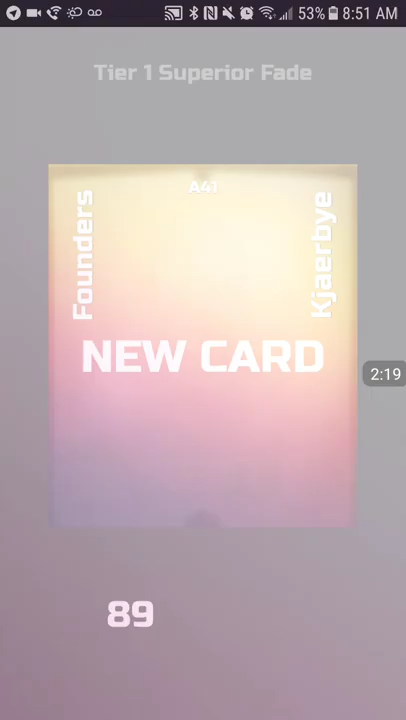 53% 8:51 AM
Tier 1 Superior Fade
A41
Founders
Kjaerbye
NEW CARD
2:19
89